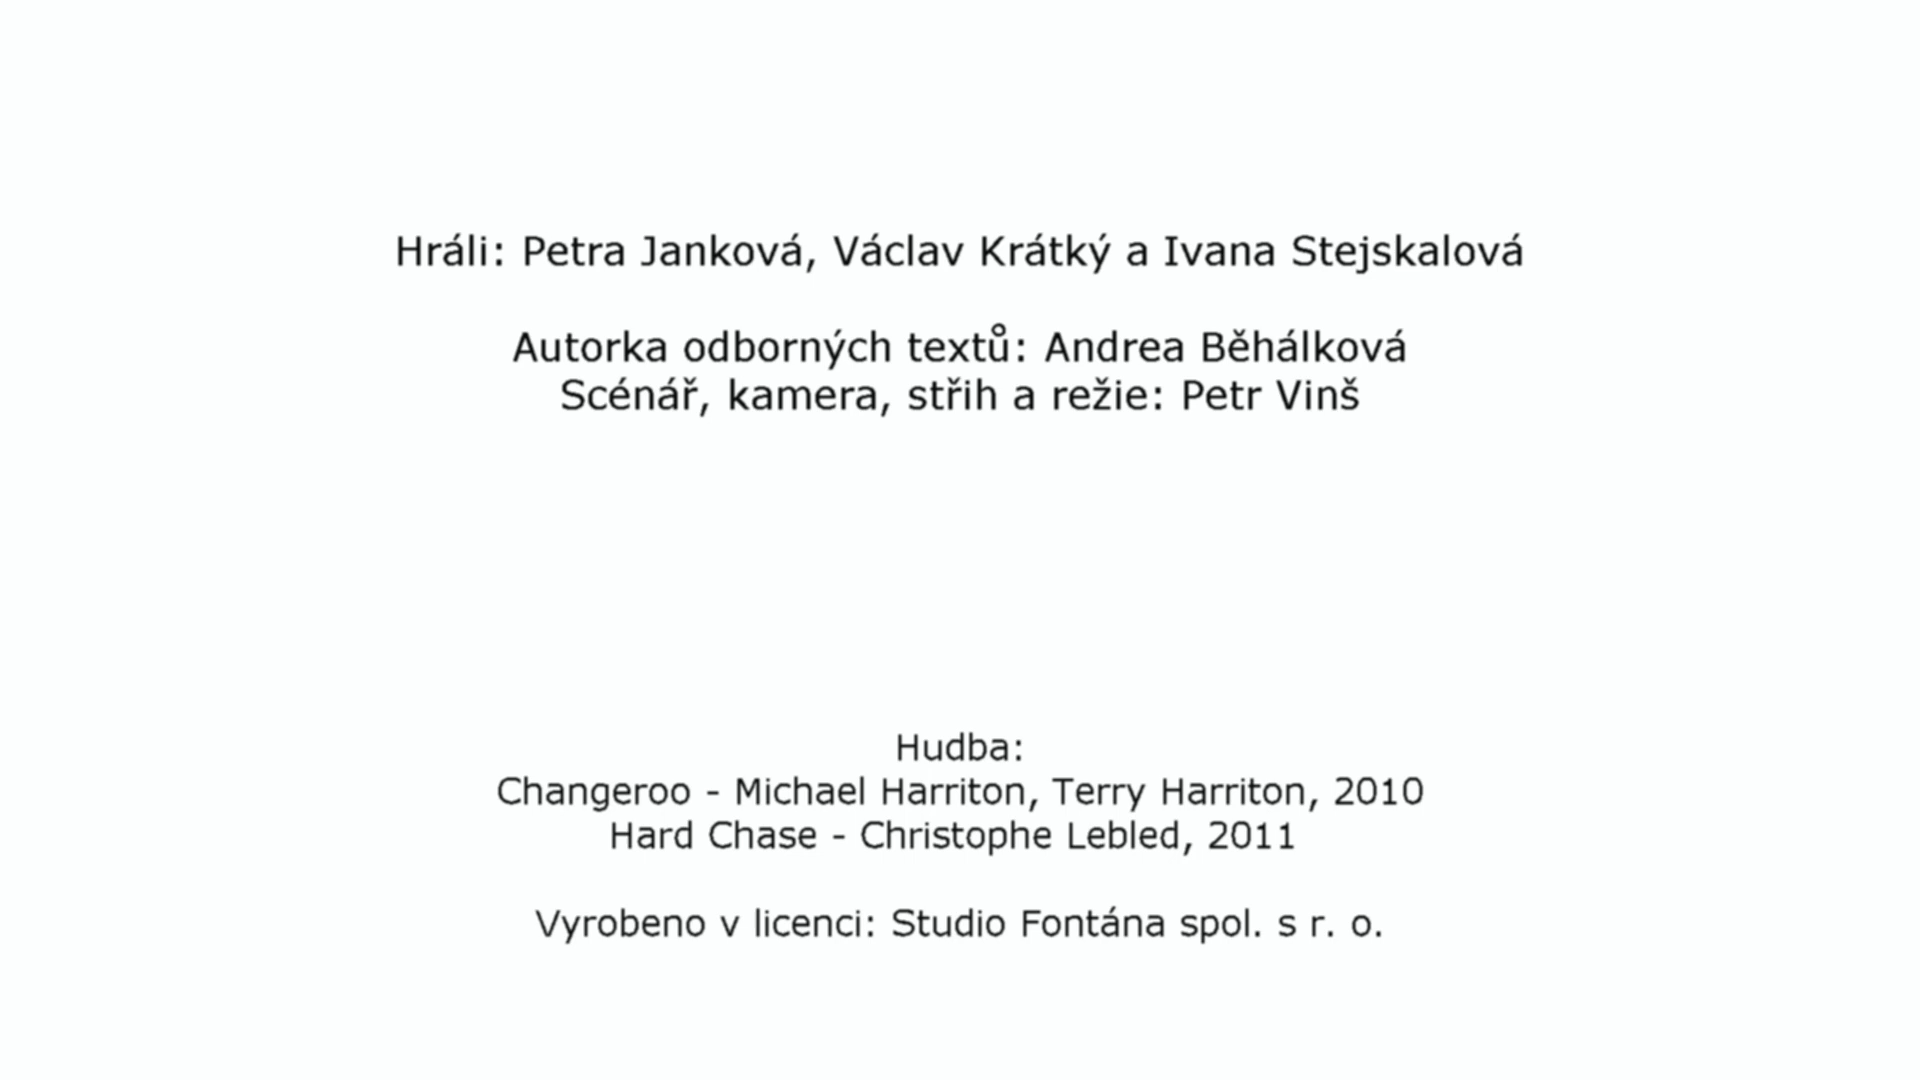 Hráli: Petra Janková, Václav Krátký a Ivana Stejskalová
Autorka odborných textů: Andrea Běhálková
Scénář, kamera, střih a režie: Petr Vinš
Hudba:
Changeroo - Michael Harriton, Terry Harriton, 2010
Hard Chase - Christophe Lebled, 2011
Vyrobeno v licenci: Studio Fontána spol. s r. o.